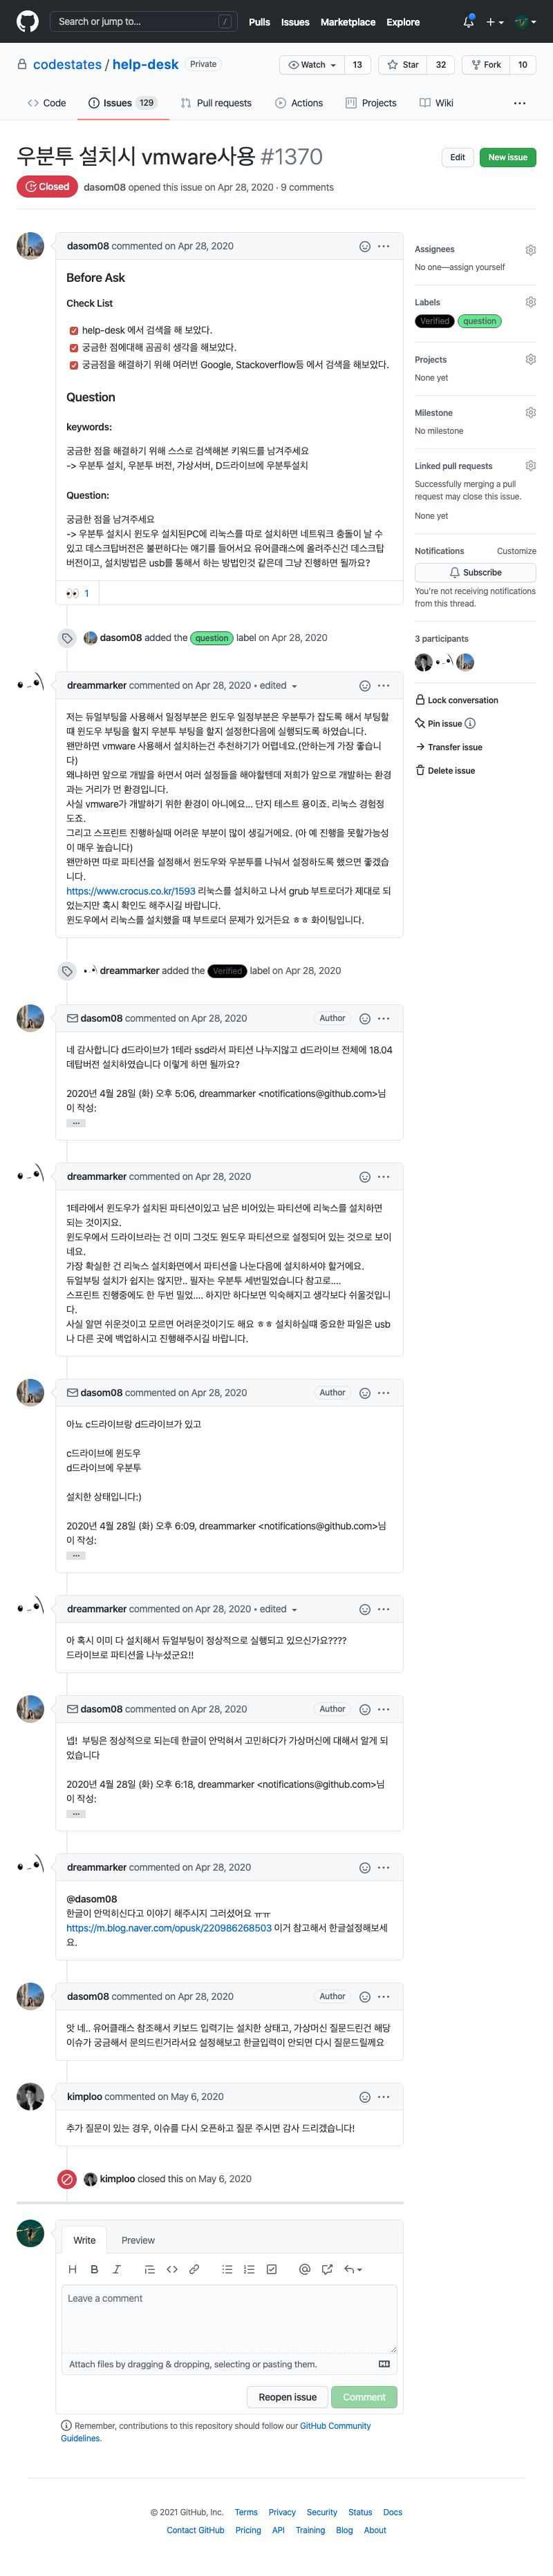 Search or jump to...
/
Pulls Issues Marketplace Explore
codestates / help-desk Private
Watch 13 Star 32 Fork 10
Code Issues 129 Pull requests Actions Projects Wiki
우분투 설치시 vmware사용 #1370
Edit New issue
Closed dasom08 opened this issue on Apr 28, 2020 · 9 comments
dasom08 commented on Apr 28, 2020
Before Ask
Check List
help-desk 에서 검색을 해 보았다.
궁금한 점에대해 곰곰히 생각을 해보았다.
궁금점을 해결하기 위해 여러번 Google, Stackoverflow등 에서 검색을 해보았다.
Question
keywords:
궁금한 점을 해결하기 위해 스스로 검색해본 키워드를 남겨주세요
-> 우분투 설치, 우분투 버전, 가상서버, D드라이브에 우분투설치
Question:
궁금한 점을 남겨주세요
-> 우분투 설치시 윈도우 설치된PC에 리눅스를 따로 설치하면 네트워크 충돌이 날 수
있고 데스크탑버전은 불편하다는 얘기를 들어서요 유어클래스에 올려주신건 데스크탑
버전이고, 설치방법은 usb를 통해서 하는 방법인것 같은데 그냥 진행하면 될까요?
👀 1
dasom08 added the question label on Apr 28, 2020
dreammarker commented on Apr 28, 2020 • edited
저는 듀얼부팅을 사용해서 일정부분은 윈도우 일정부분은 우분투가 잡도록 해서 부팅할
때 윈도우 부팅을 할지 우분투 부팅을 할지 설정한다음에 실행되도록 하였습니다.
왠만하면 vmware 사용해서 설치하는건 추천하기가 어렵네요.(안하는게 가장 좋습니
다)
왜냐하면 앞으로 개발을 하면서 여러 설정들을 해야할텐데 저희가 앞으로 개발하는 환경
과는 거리가 먼 환경입니다.
사실 vmware가 개발하기 위한 환경이 아니에요... 단지 테스트 용이죠. 리눅스 경험정
도죠.
그리고 스프린트 진행하실때 어려운 부분이 많이 생길거에요. (아 예 진행을 못할가능성
이 매우 높습니다)
왠만하면 따로 파티션을 설정해서 윈도우와 우분투를 나눠서 설정하도록 했으면 좋겠습
니다.
https://www.crocus.co.kr/1593 리눅스를 설치하고 나서 grub 부트로더가 제대로 되
었는지만 혹시 확인도 해주시길 바랍니다.
윈도우에서 리눅스를 설치했을 떄 부트로더 문제가 있거든요 ㅎㅎ 화이팅입니다.
dreammarker added the Verified label on Apr 28, 2020
dasom08 commented on Apr 28, 2020 Author
네 감사합니다 d드라이브가 1테라 ssd라서 파티션 나누지않고 d드라이브 전체에 18.04
데탑버전 설치하였습니다 이렇게 하면 될까요?
2020년 4월 28일 (화) 오후 5:06, dreammarker <notifications@github.com>님
이 작성:
...
dreammarker commented on Apr 28, 2020
1테라에서 윈도우가 설치된 파티션이있고 남은 비어있는 파티션에 리눅스를 설치하면
되는 것이지요.
윈도우에서 드라이브라는 건 이미 그것도 원도우 파티션으로 설정되어 있는 것으로 보이
네요.
가장 확실한 건 리눅스 설치화면에서 파티션을 나눈다음에 설치하셔야 할거에요.
듀얼부팅 설치가 쉽지는 않지만.. 필자는 우분투 세번밀었습니다 참고로....
스프린트 진행중에도 한 두번 밀었.... 하지만 하다보면 익숙해지고 생각보다 쉬울것입니
다.
사실 알면 쉬운것이고 모르면 어려운것이기도 해요 ㅎㅎ 설치하실떄 중요한 파일은 usb
나 다른 곳에 백업하시고 진행해주시길 바랍니다.
dasom08 commented on Apr 28, 2020 Author
아뇨 c드라이브랑 d드라이브가 있고
c드라이브에 윈도우
d드라이브에 우분투
설치한 상태입니다:)
2020년 4월 28일 (화) 오후 6:09, dreammarker <notifications@github.com>님
이 작성:
...
dreammarker commented on Apr 28, 2020 • edited
아 혹시 이미 다 설치해서 듀얼부팅이 정상적으로 실행되고 있으신가요????
드라이브로 파티션을 나누셨군요!!
dasom08 commented on Apr 28, 2020 Author
넵! 부팅은 정상적으로 되는데 한글이 안먹혀서 고민하다가 가상머신에 대해서 알게 되
었습니다
2020년 4월 28일 (화) 오후 6:18, dreammarker <notifications@github.com>님
이 작성:
...
dreammarker commented on Apr 28, 2020
@dasom08
한글이 안먹히신다고 이야기 해주시지 그러셨어요 ㅠㅠ
https://m.blog.naver.com/opusk/220986268503 이거 참고해서 한글설정해보세
요.
dasom08 commented on Apr 28, 2020 Author
앗 네.. 유어클래스 참조해서 키보드 입력기는 설치한 상태고, 가상머신 질문드린건 해당
이슈가 궁금해서 문의드린거라서요 설정해보고 한글입력이 안되면 다시 질문드릴께요
kimploo commented on May 6, 2020
추가 질문이 있는 경우, 이슈를 다시 오픈하고 질문 주시면 감사 드리겠습니다!
kimploo closed this on May 6, 2020
Write Preview
Leave a comment
Attach files by dragging & dropping, selecting or pasting them.
Reopen issue Comment
Remember, contributions to this repository should follow our GitHub Community
Guidelines.
Assignees
No one—assign yourself
Labels
Verified question
Projects
None yet
Milestone
No milestone
Linked pull requests
Successfully merging a pull
request may close this issue.
None yet
Notifications Customize
Subscribe
You're not receiving notifications
from this thread.
3 participants
Lock conversation
Pin issue
Transfer issue
Delete issue
© 2021 GitHub, Inc. Terms Privacy Security Status Docs
Contact GitHub Pricing API Training Blog About